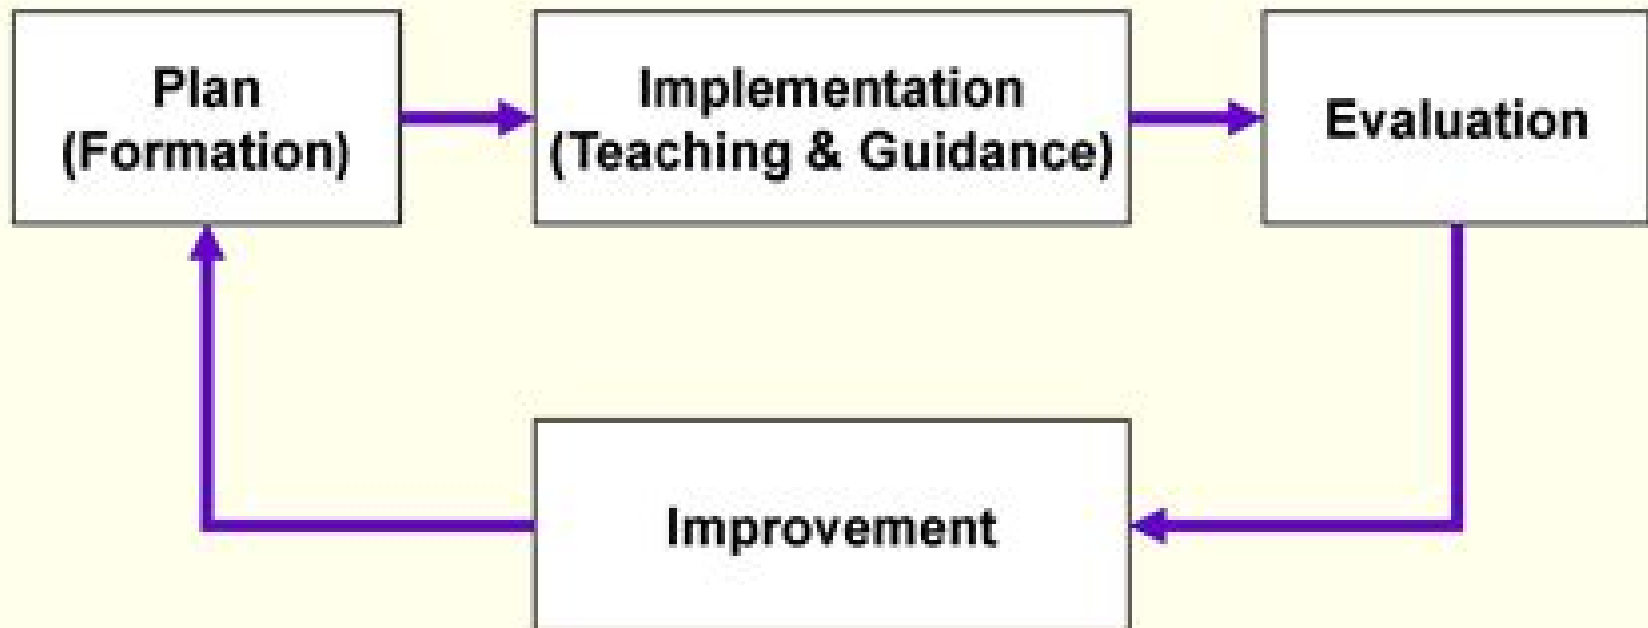 Plan
(Formation)
Implementation
(Teaching & Guidance)
Evaluation
Improvement